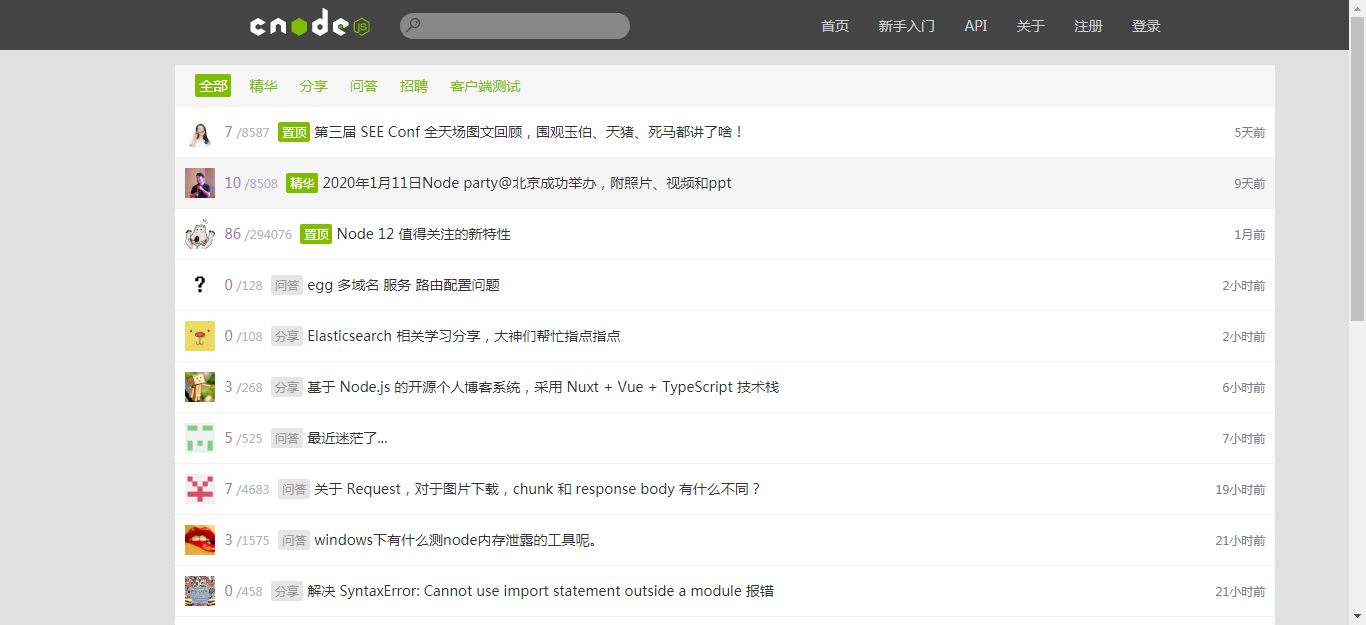 cnode JS 首页 新手入门 API 关于 注册 登录
全部 精华 分享 问答 招聘 客户端测试
7 /8587 置顶 第三届 SEE Conf 全天场图文回顾，围观玉伯、天猪、死马都讲了啥！ 5天前
10 /8508 精华 2020年1月11日Node party@北京成功举办，附照片、视频和ppt 9天前
86 /294076 置顶 Node 12 值得关注的新特性 1月前
? 0 /128 问答 egg 多域名 服务 路由配置问题 2小时前
0 /108 分享 Elasticsearch 相关学习分享，大神们帮忙指点指点 2小时前
3 /268 分享 基于 Node.js 的开源个人博客系统，采用 Nuxt + Vue + TypeScript 技术栈 6小时前
5 /525 问答 最近迷茫了... 7小时前
7 /4683 问答 关于 Request，对于图片下载，chunk 和 response body 有什么不同？ 19小时前
3 /1575 问答 windows下有什么测node内存泄露的工具呢。 21小时前
0 /458 分享 解决 SyntaxError: Cannot use import statement outside a module 报错 21小时前